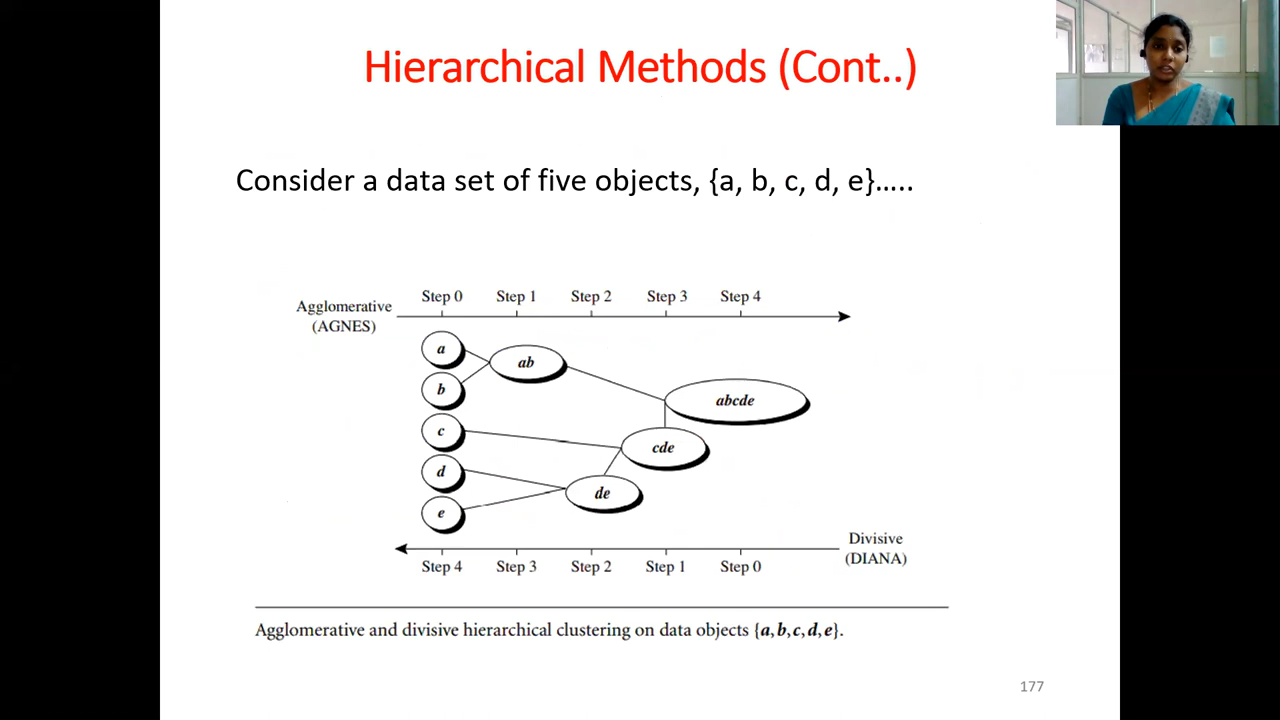 Hierarchical Methods (Cont..)
Consider a data set of five objects, {a, b, c, d, e}.....
Agglomerative
(AGNES)
Step 0 Step 1 Step 2 Step 3 Step 4
a
ab
b
abcde
c
cde
d
de
e
Divisive
(DIANA)
Step 4 Step 3 Step 2 Step 1 Step 0
Agglomerative and divisive hierarchical clustering on data objects {a,b,c,d,e}.
177